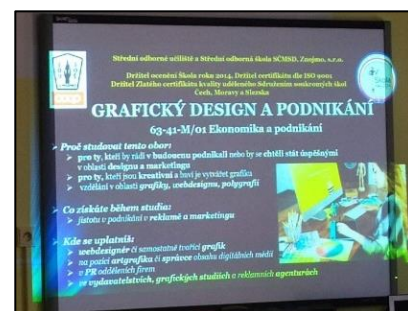 Střední odborné učiliště a Střední odborná škola SČMSD, Znojmo, s.r.o.
Držitel ocenění Škola roku 2014, Držitel certifikátu dle ISO 9001
Držitel Zlatého certifikátu kvality uděleného Sdružením soukromých škol
Čech, Moravy a Slezska
GRAFICKÝ DESIGN A PODNIKÁNÍ
63-41-M/01 Ekonomika a podnikání
Proč studovat tento obor:
pro ty, kteří by rádi v budoucnu podnikali nebo by se chtěli stát úspěšnými
v oblasti designu a marketingu
pro ty, kteří jsou kreativní a baví je vytvářet grafiku
vzdělání v oblasti grafiky, webdesignu, polygrafii
Co získáte během studia:
jistotu v podnikání v reklamě a marketingu
Kde se uplatníš:
webdesignér či samostatně tvořící grafik
na pozici artgrafika či správce obsahu digitálních médií
v PR odděleních firem
ve vydavatelstvích, grafických studiích a reklamních agenturách